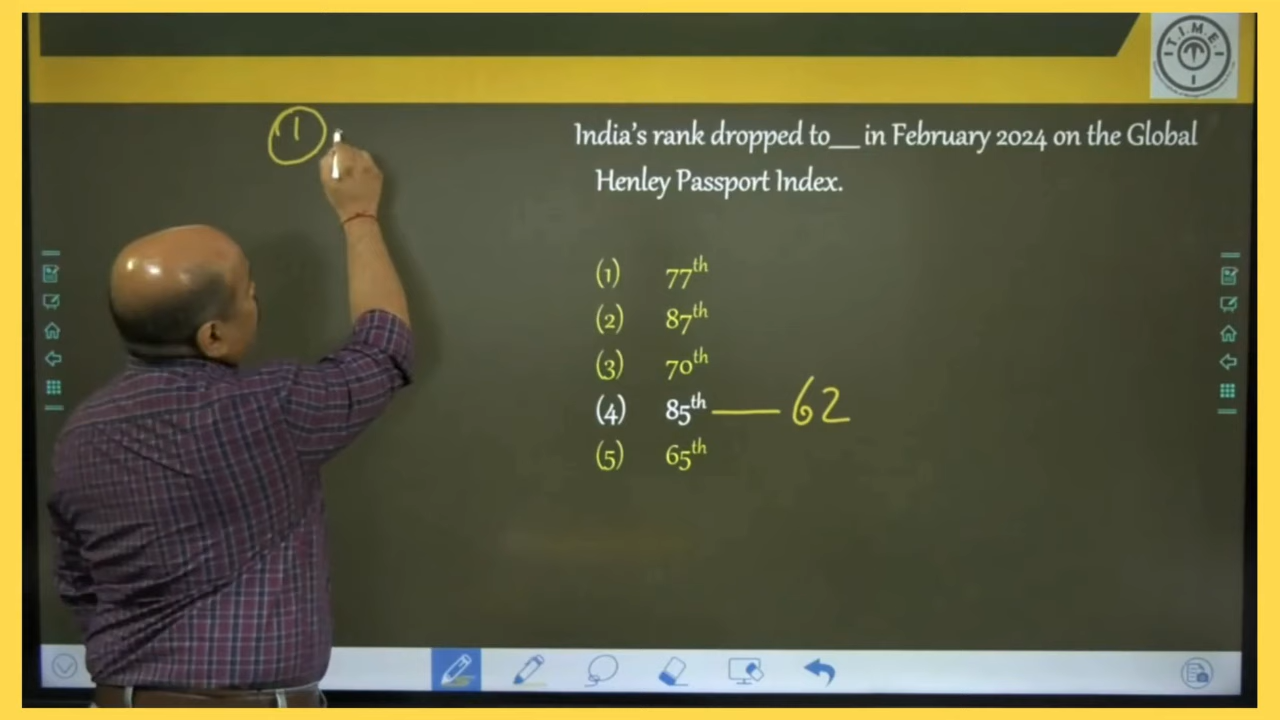 T.I.M.E.
1
India's rank dropped to__ in February 2024 on the Global
Henley Passport Index.
(1) 77th
(2) 87th
(3) 70th
(4) 85th — 62
(5) 65th